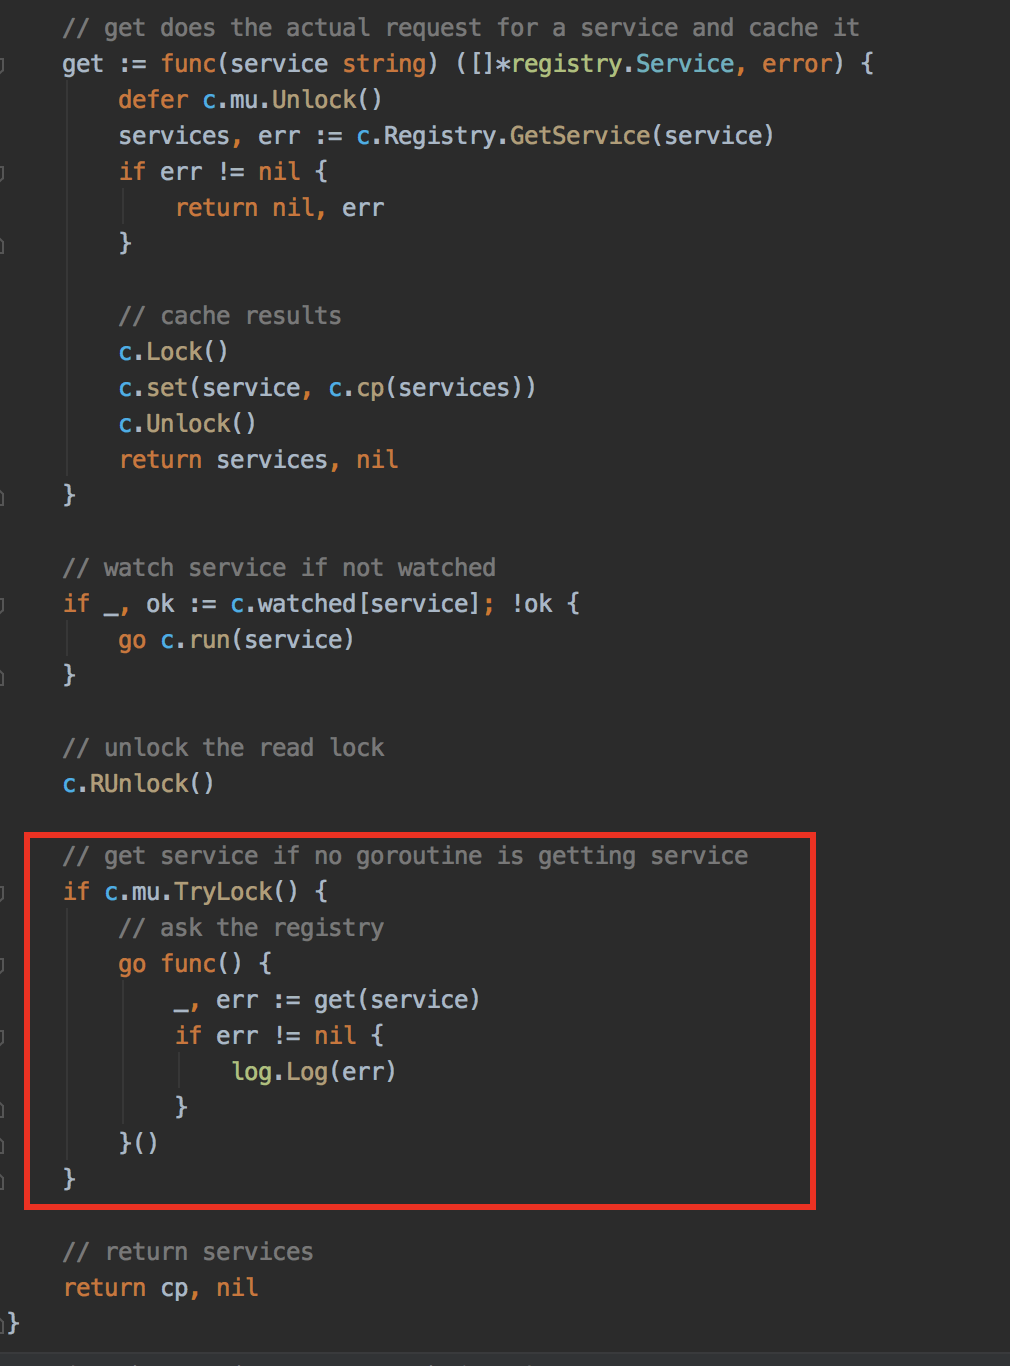 // get does the actual request for a service and cache it
get := func(service string) ([]*registry.Service, error) {
defer c.mu.Unlock()
services, err := c.Registry.GetService(service)
if err != nil {
return nil, err
}
// cache results
c.Lock()
c.set(service, c.cp(services))
c.Unlock()
return services, nil
}
// watch service if not watched
if _, ok := c.watched[service]; !ok {
go c.run(service)
}
// unlock the read lock
c.RUnlock()
// get service if no goroutine is getting service
if c.mu.TryLock() {
// ask the registry
go func() {
_, err := get(service)
if err != nil {
log.Log(err)
}
}()
}
// return services
return cp, nil
}